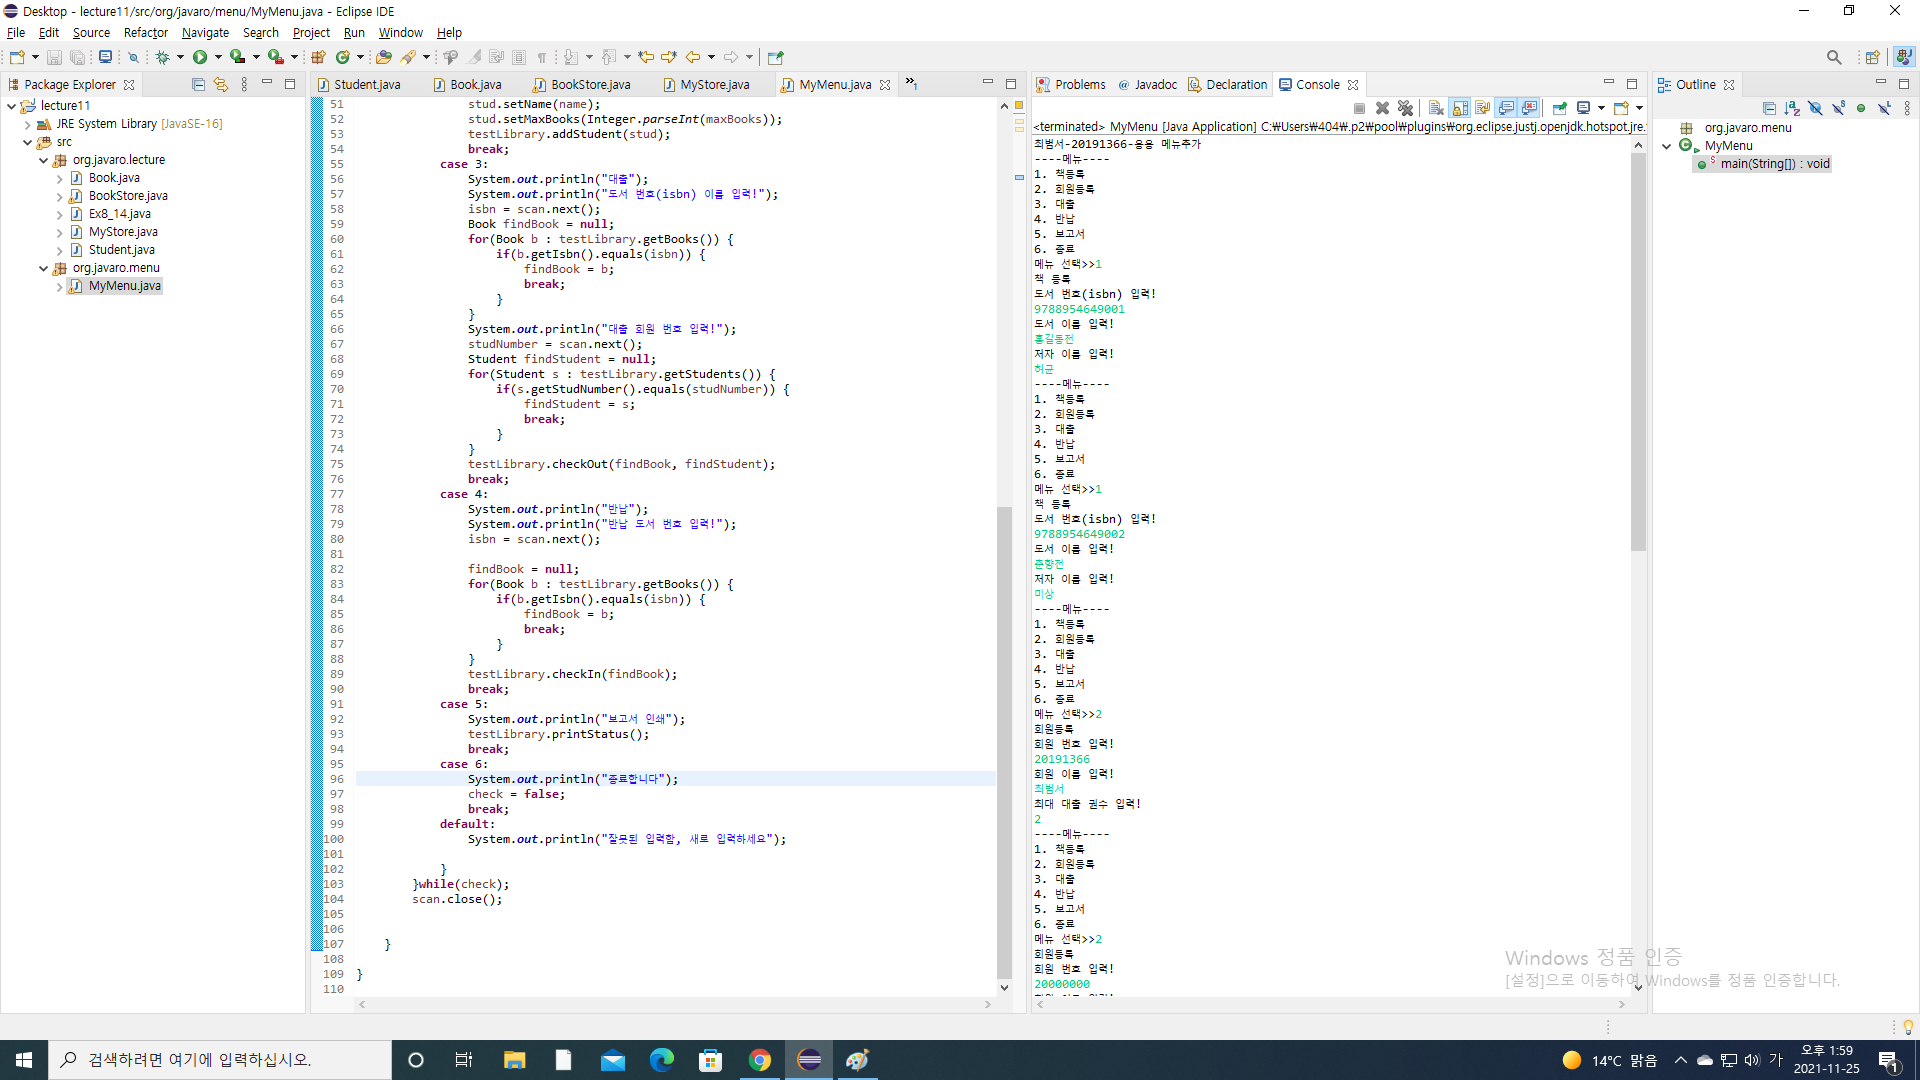 Desktop - lecture11/src/org/javaro/menu/MyMenu.java - Eclipse IDE
File Edit Source Refactor Navigate Search Project Run Window Help
Package Explorer
lecture11
JRE System Library [JavaSE-16]
src
org.javaro.lecture
Book.java
BookStore.java
Ex8_14.java
MyStore.java
Student.java
org.javaro.menu
MyMenu.java
Student.java Book.java BookStore.java MyStore.java MyMenu.java »1
51 stud.setName(name);
52 stud.setMaxBooks(Integer.parseInt(maxBooks));
53 testLibrary.addStudent(stud);
54 break;
55 case 3:
56 System.out.println("대출");
57 System.out.println("도서 번호(isbn) 이름 입력!");
58 isbn = scan.next();
59 Book findBook = null;
60 for(Book b : testLibrary.getBooks()) {
61 if(b.getIsbn().equals(isbn)) {
62 findBook = b;
63 break;
64 }
65 }
66 System.out.println("대출 회원 번호 입력!");
67 studNumber = scan.next();
68 Student findStudent = null;
69 for(Student s : testLibrary.getStudents()) {
70 if(s.getStudNumber().equals(studNumber)) {
71 findStudent = s;
72 break;
73 }
74 }
75 testLibrary.checkOut(findBook, findStudent);
76 break;
77 case 4:
78 System.out.println("반납");
79 System.out.println("반납 도서 번호 입력!");
80 isbn = scan.next();
81
82 findBook = null;
83 for(Book b : testLibrary.getBooks()) {
84 if(b.getIsbn().equals(isbn)) {
85 findBook = b;
86 break;
87 }
88 }
89 testLibrary.checkIn(findBook);
90 break;
91 case 5:
92 System.out.println("보고서 인쇄");
93 testLibrary.printStatus();
94 break;
95 case 6:
96 System.out.println("종료합니다");
97 check = false;
98 break;
99 default:
100 System.out.println("잘못된 입력함, 새로 입력하세요");
101
102 }
103 }while(check);
104 scan.close();
105
106
107 }
108
109 }
110
Problems @ Javadoc Declaration Console
<terminated> MyMenu [Java Application] C:₩Users₩404₩.p2₩pool₩plugins₩org.eclipse.justj.openjdk.hotspot.jre.
최범서-20191366-응용 메뉴추가
----메뉴----
1. 책등록
2. 회원등록
3. 대출
4. 반납
5. 보고서
6. 종료
메뉴 선택>>1
책 등록
도서 번호(isbn) 입력!
9788954649001
도서 이름 입력!
홍길동전
저자 이름 입력!
허균
----메뉴----
1. 책등록
2. 회원등록
3. 대출
4. 반납
5. 보고서
6. 종료
메뉴 선택>>1
책 등록
도서 번호(isbn) 입력!
9788954649002
도서 이름 입력!
춘향전
저자 이름 입력!
미상
----메뉴----
1. 책등록
2. 회원등록
3. 대출
4. 반납
5. 보고서
6. 종료
메뉴 선택>>2
회원등록
회원 번호 입력!
20191366
회원 이름 입력!
최범서
최대 대출 권수 입력!
2
----메뉴----
1. 책등록
2. 회원등록
3. 대출
4. 반납
5. 보고서
6. 종료
메뉴 선택>>2
회원등록
회원 번호 입력!
20000000
Outline
org.javaro.menu
MyMenu
main(String[]) : void
Windows 정품 인증
[설정]으로 이동하여 Windows를 정품 인증합니다.
검색하려면 여기에 입력하십시오.
14°C 맑음
가
오후 1:59
2021-11-25
1